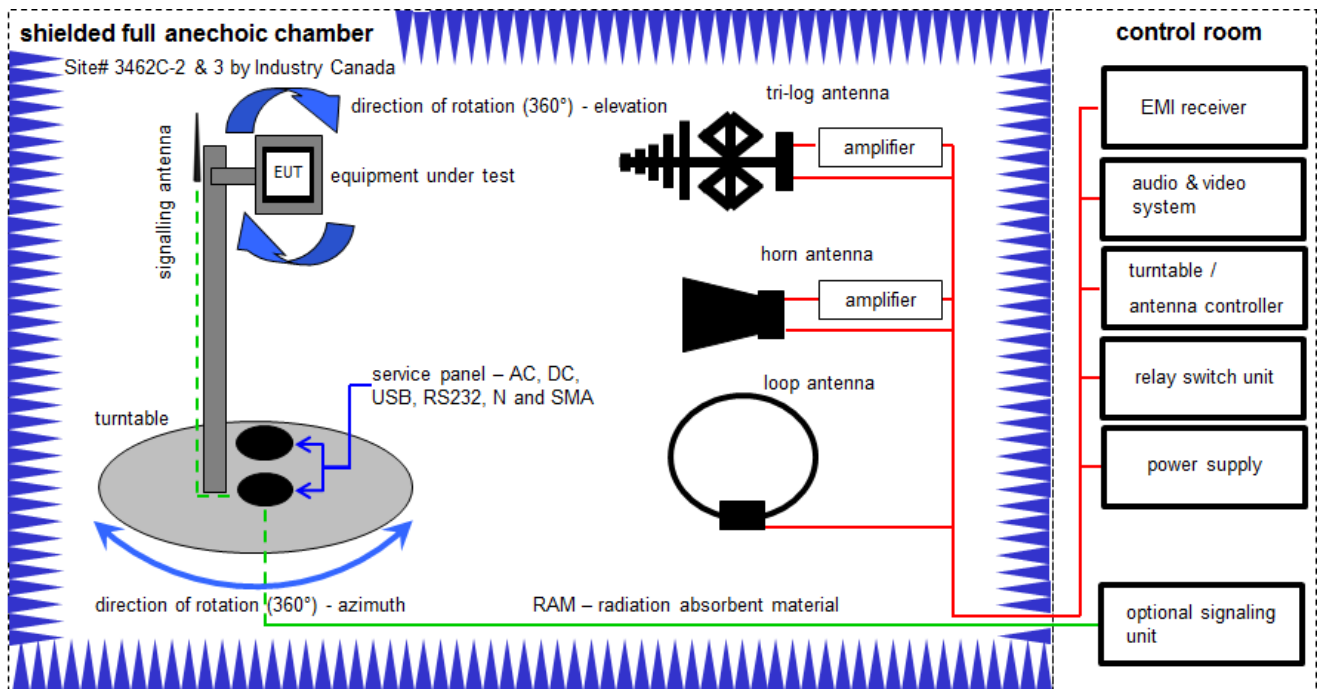 shielded full anechoic chamber
Site# 3462C-2 & 3 by Industry Canada
direction of rotation (360°) - elevation
signalling antenna
EUT
equipment under test
tri-log antenna
amplifier
horn antenna
amplifier
loop antenna
service panel – AC, DC,
USB, RS232, N and SMA
turntable
direction of rotation (360°) - azimuth
RAM – radiation absorbent material
control room
EMI receiver
audio & video
system
turntable /
antenna controller
relay switch unit
power supply
optional signaling
unit